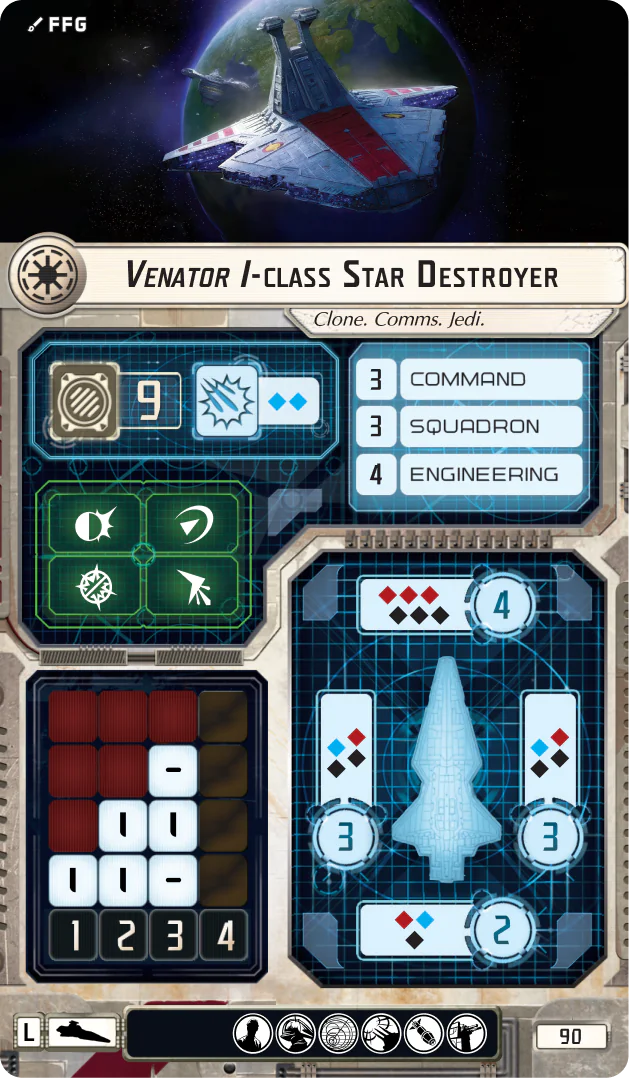 FFG
VENATOR I-CLASS STAR DESTROYER
Clone. Comms. Jedi.
9
3 COMMAND
3 SQUADRON
4 ENGINEERING
4
3
3
2
-
I I
I I -
1 2 3 4
L
90